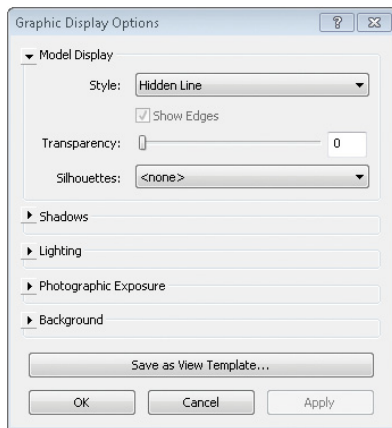 Graphic Display Options
Model Display
Style: Hidden Line
Show Edges
Transparency: 0
Silhouettes: <none>
Shadows
Lighting
Photographic Exposure
Background
Save as View Template...
OK Cancel Apply